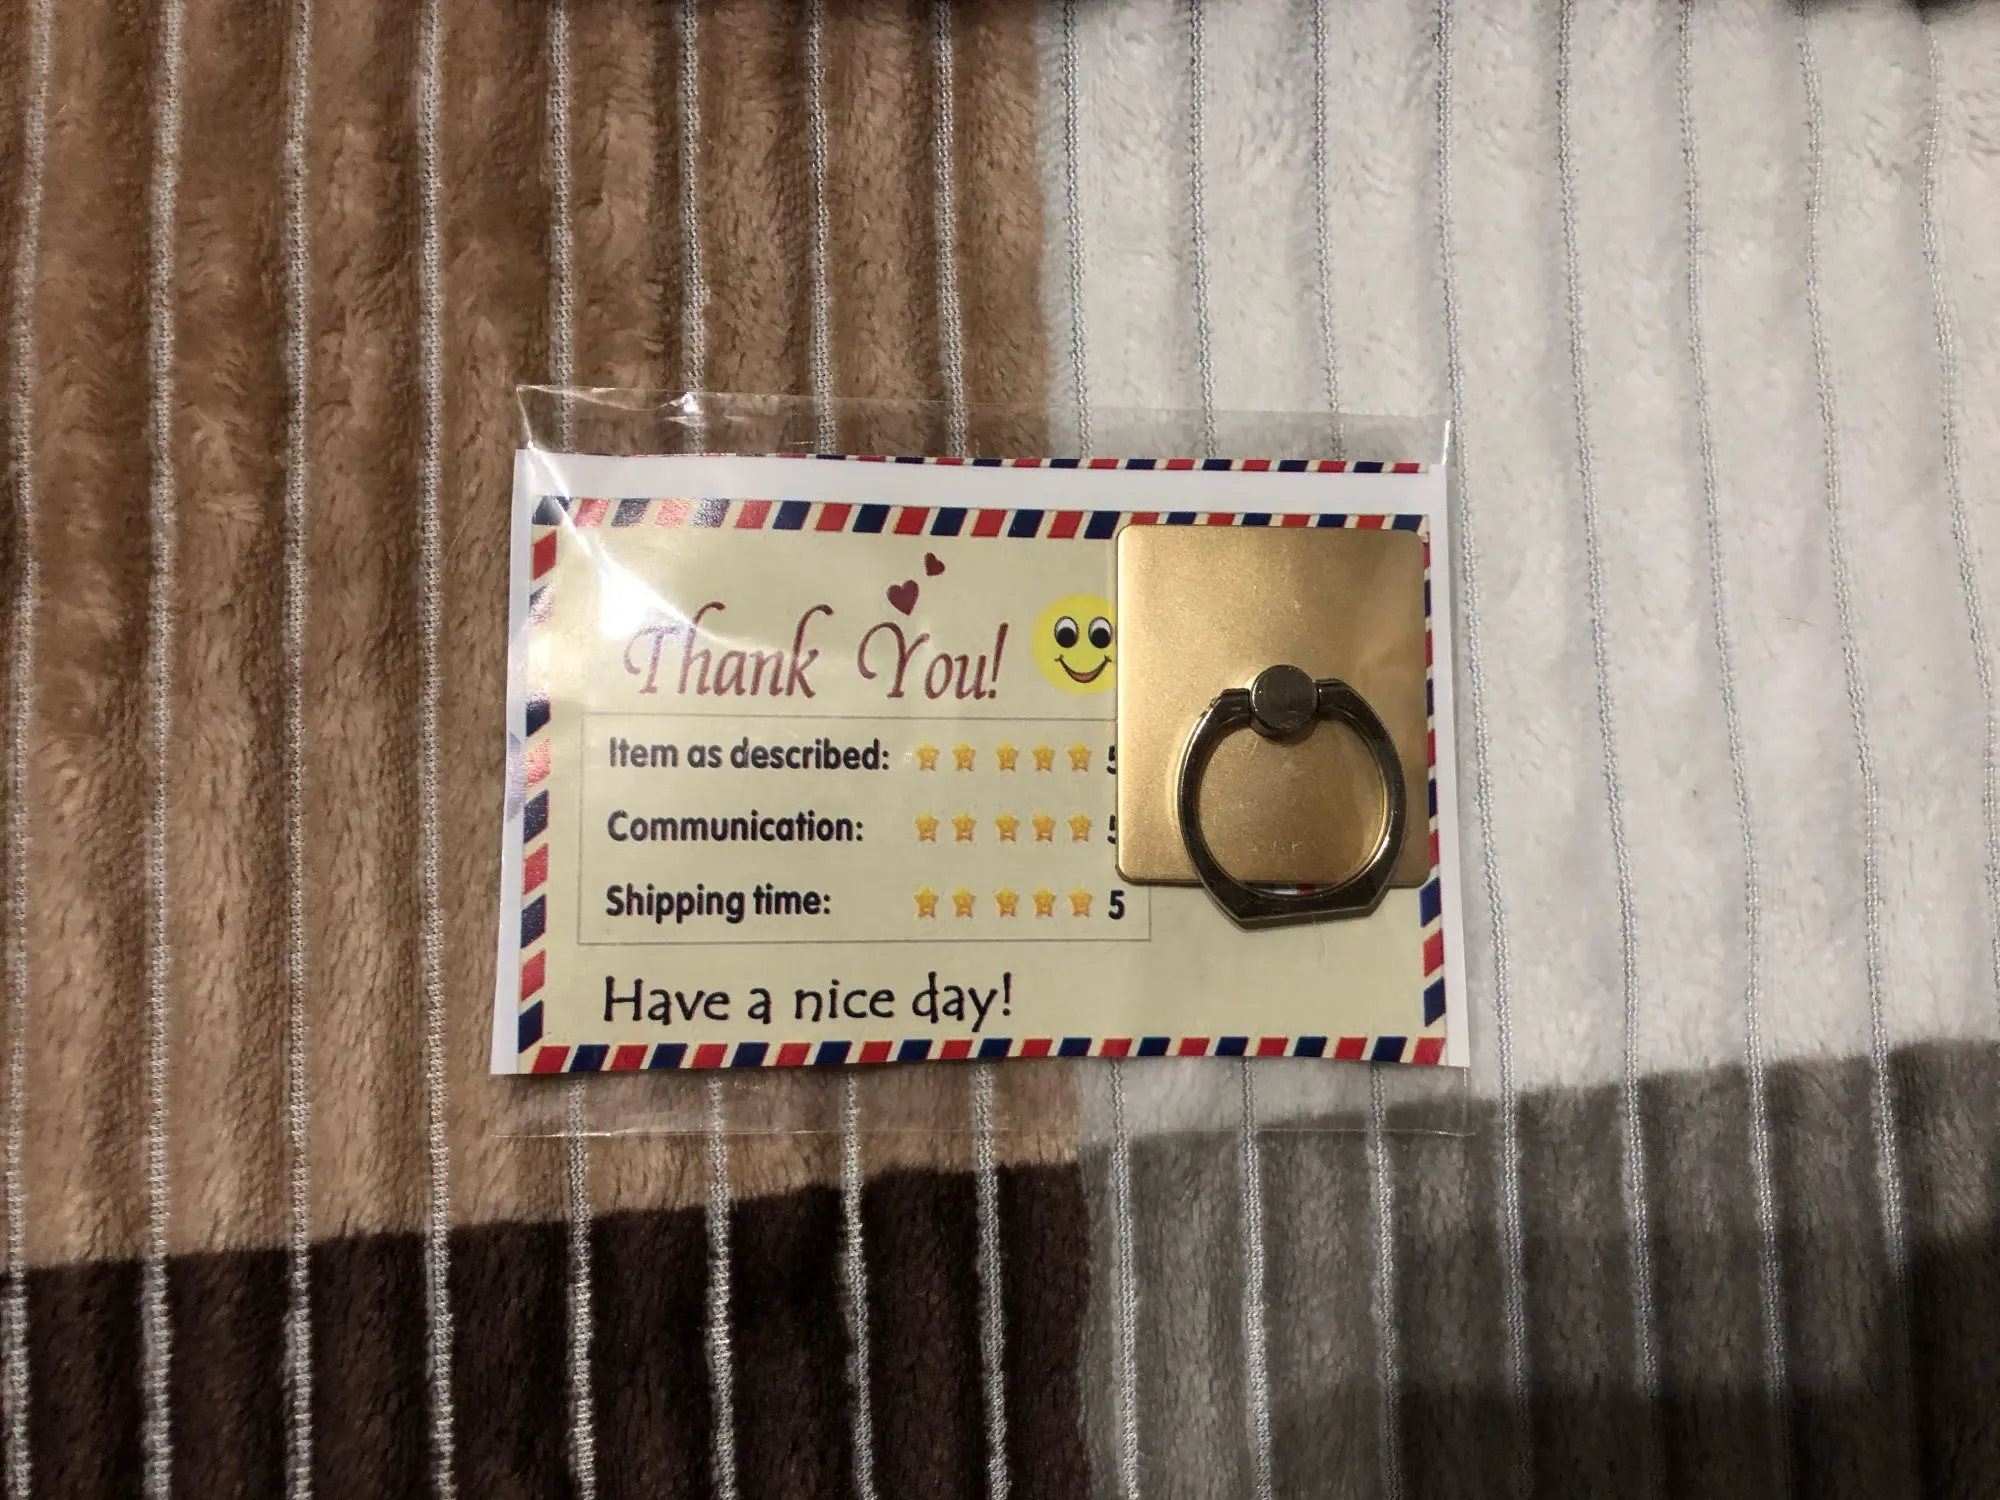 Thank You!
Item as described: 5
Communication: 5
Shipping time: 5
Have a nice day!